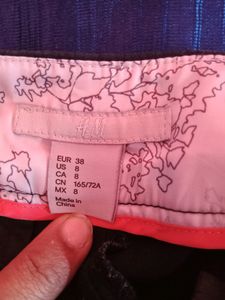 H&M
EUR 38
US 8
CA 8
CN 165/72A
MX 8
Made in
China